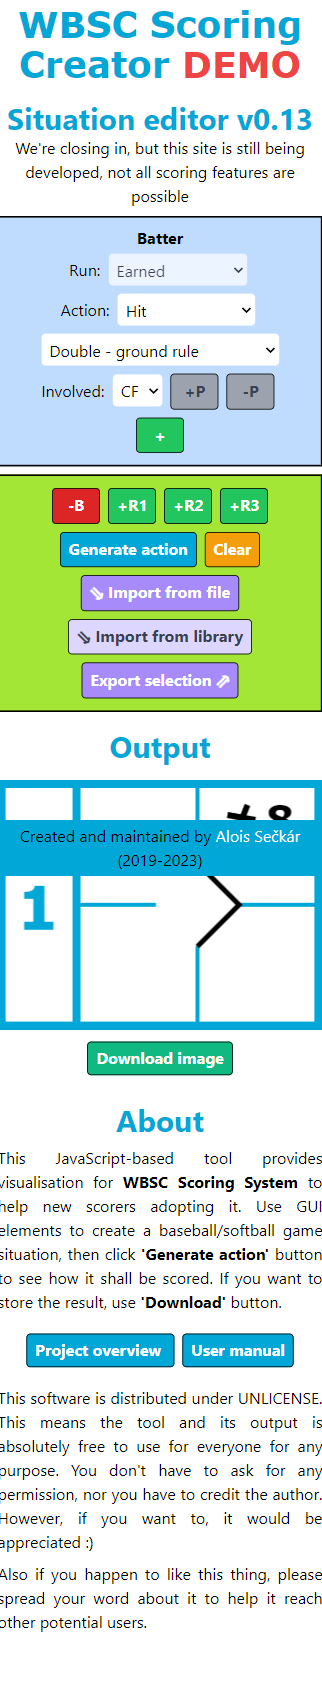 WBSC Scoring
Creator DEMO
Situation editor v0.13
We're closing in, but this site is still being
developed, not all scoring features are
possible
Batter
Run: Earned
Action: Hit
Double - ground rule
Involved: CF +P -P
+
-B +R1 +R2 +R3
Generate action Clear
⇘ Import from file
⇘ Import from library
Export selection ⇗
Output
Created and maintained by Alois Sečkár
(2019-2023)
1
Download image
About
This JavaScript-based tool provides
visualisation for WBSC Scoring System to
help new scorers adopting it. Use GUI
elements to create a baseball/softball game
situation, then click 'Generate action' button
to see how it shall be scored. If you want to
store the result, use 'Download' button.
Project overview User manual
This software is distributed under UNLICENSE.
This means the tool and its output is
absolutely free to use for everyone for any
purpose. You don't have to ask for any
permission, nor you have to credit the author.
However, if you want to, it would be
appreciated :)
Also if you happen to like this thing, please
spread your word about it to help it reach
other potential users.